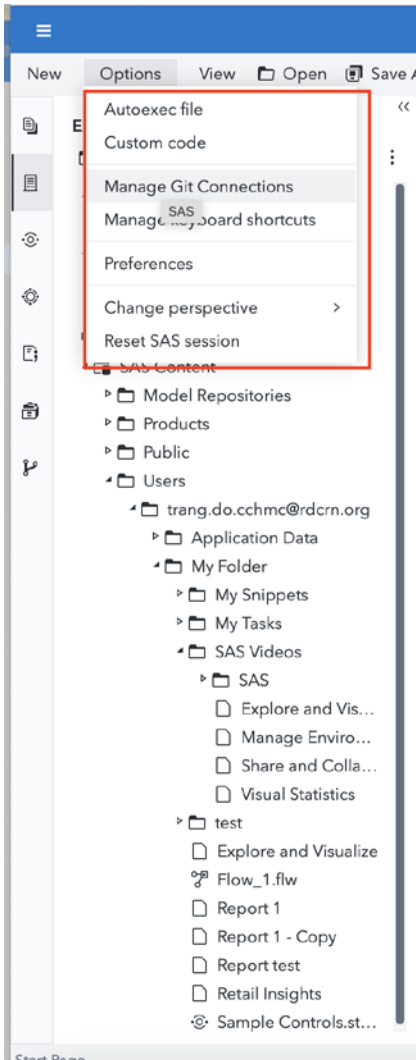 New Options View Open Save A
Autoexec file
Custom code
Manage Git Connections
SAS
Manage keyboard shortcuts
Preferences
Change perspective
Reset SAS session
SAS Content
Model Repositories
Products
Public
Users
trang.do.cchmc@rdcrn.org
Application Data
My Folder
My Snippets
My Tasks
SAS Videos
SAS
Explore and Vis...
Manage Enviro...
Share and Colla...
Visual Statistics
test
Explore and Visualize
Flow_1.flw
Report 1
Report 1 - Copy
Report test
Retail Insights
Sample Controls.st...
Start Page